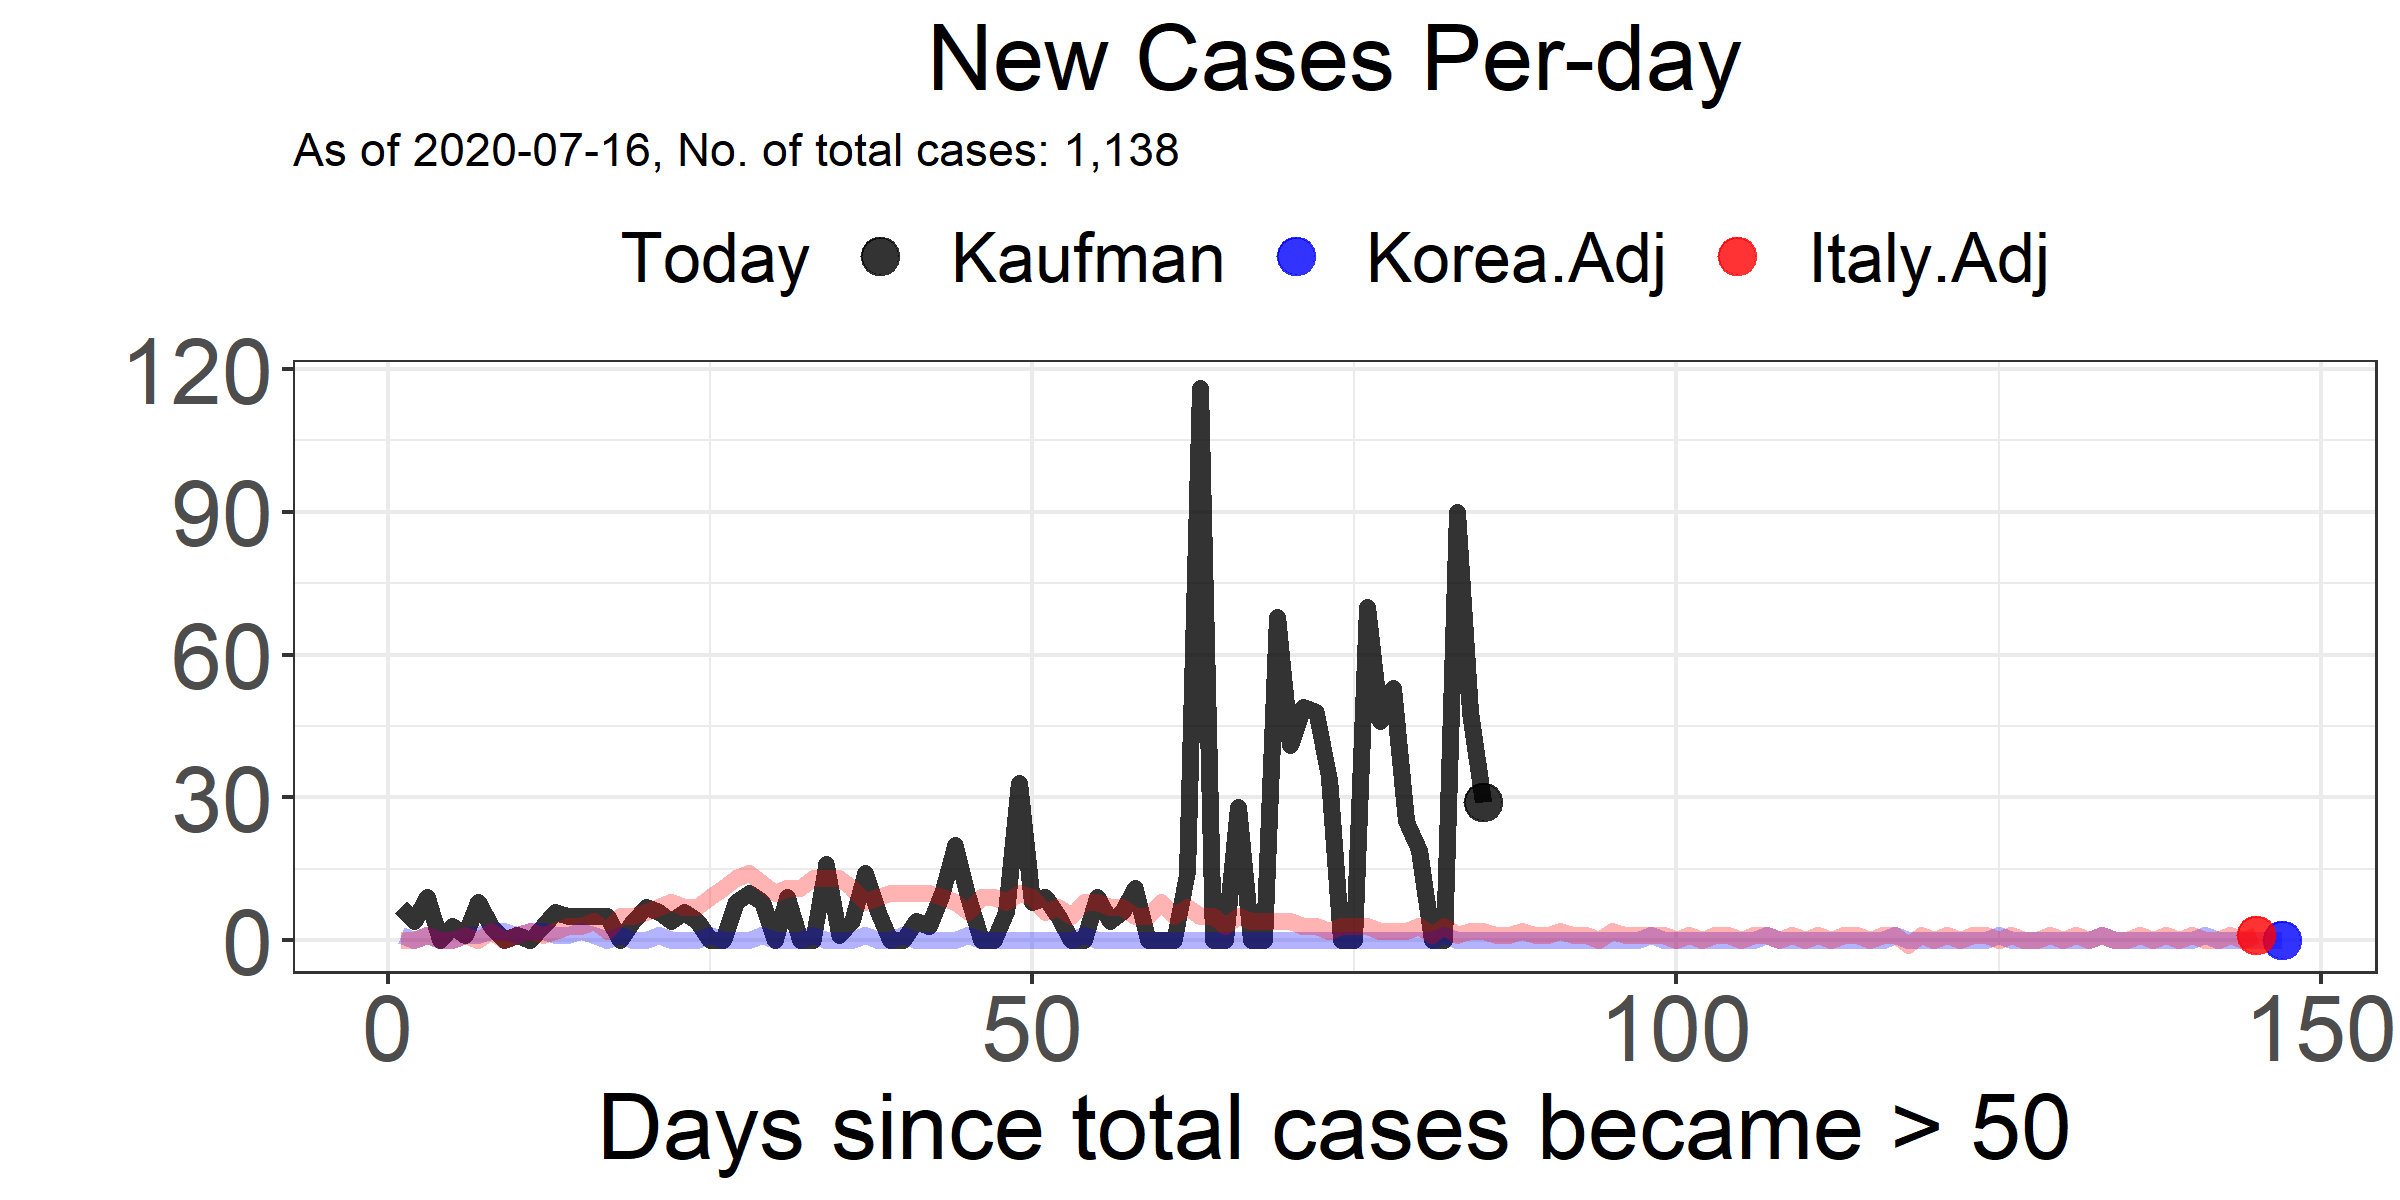 New Cases Per-day
As of 2020-07-16, No. of total cases: 1,138
Today Kaufman Korea.Adj Italy.Adj
120
90
60
30
0
0 50 100 150
Days since total cases became > 50